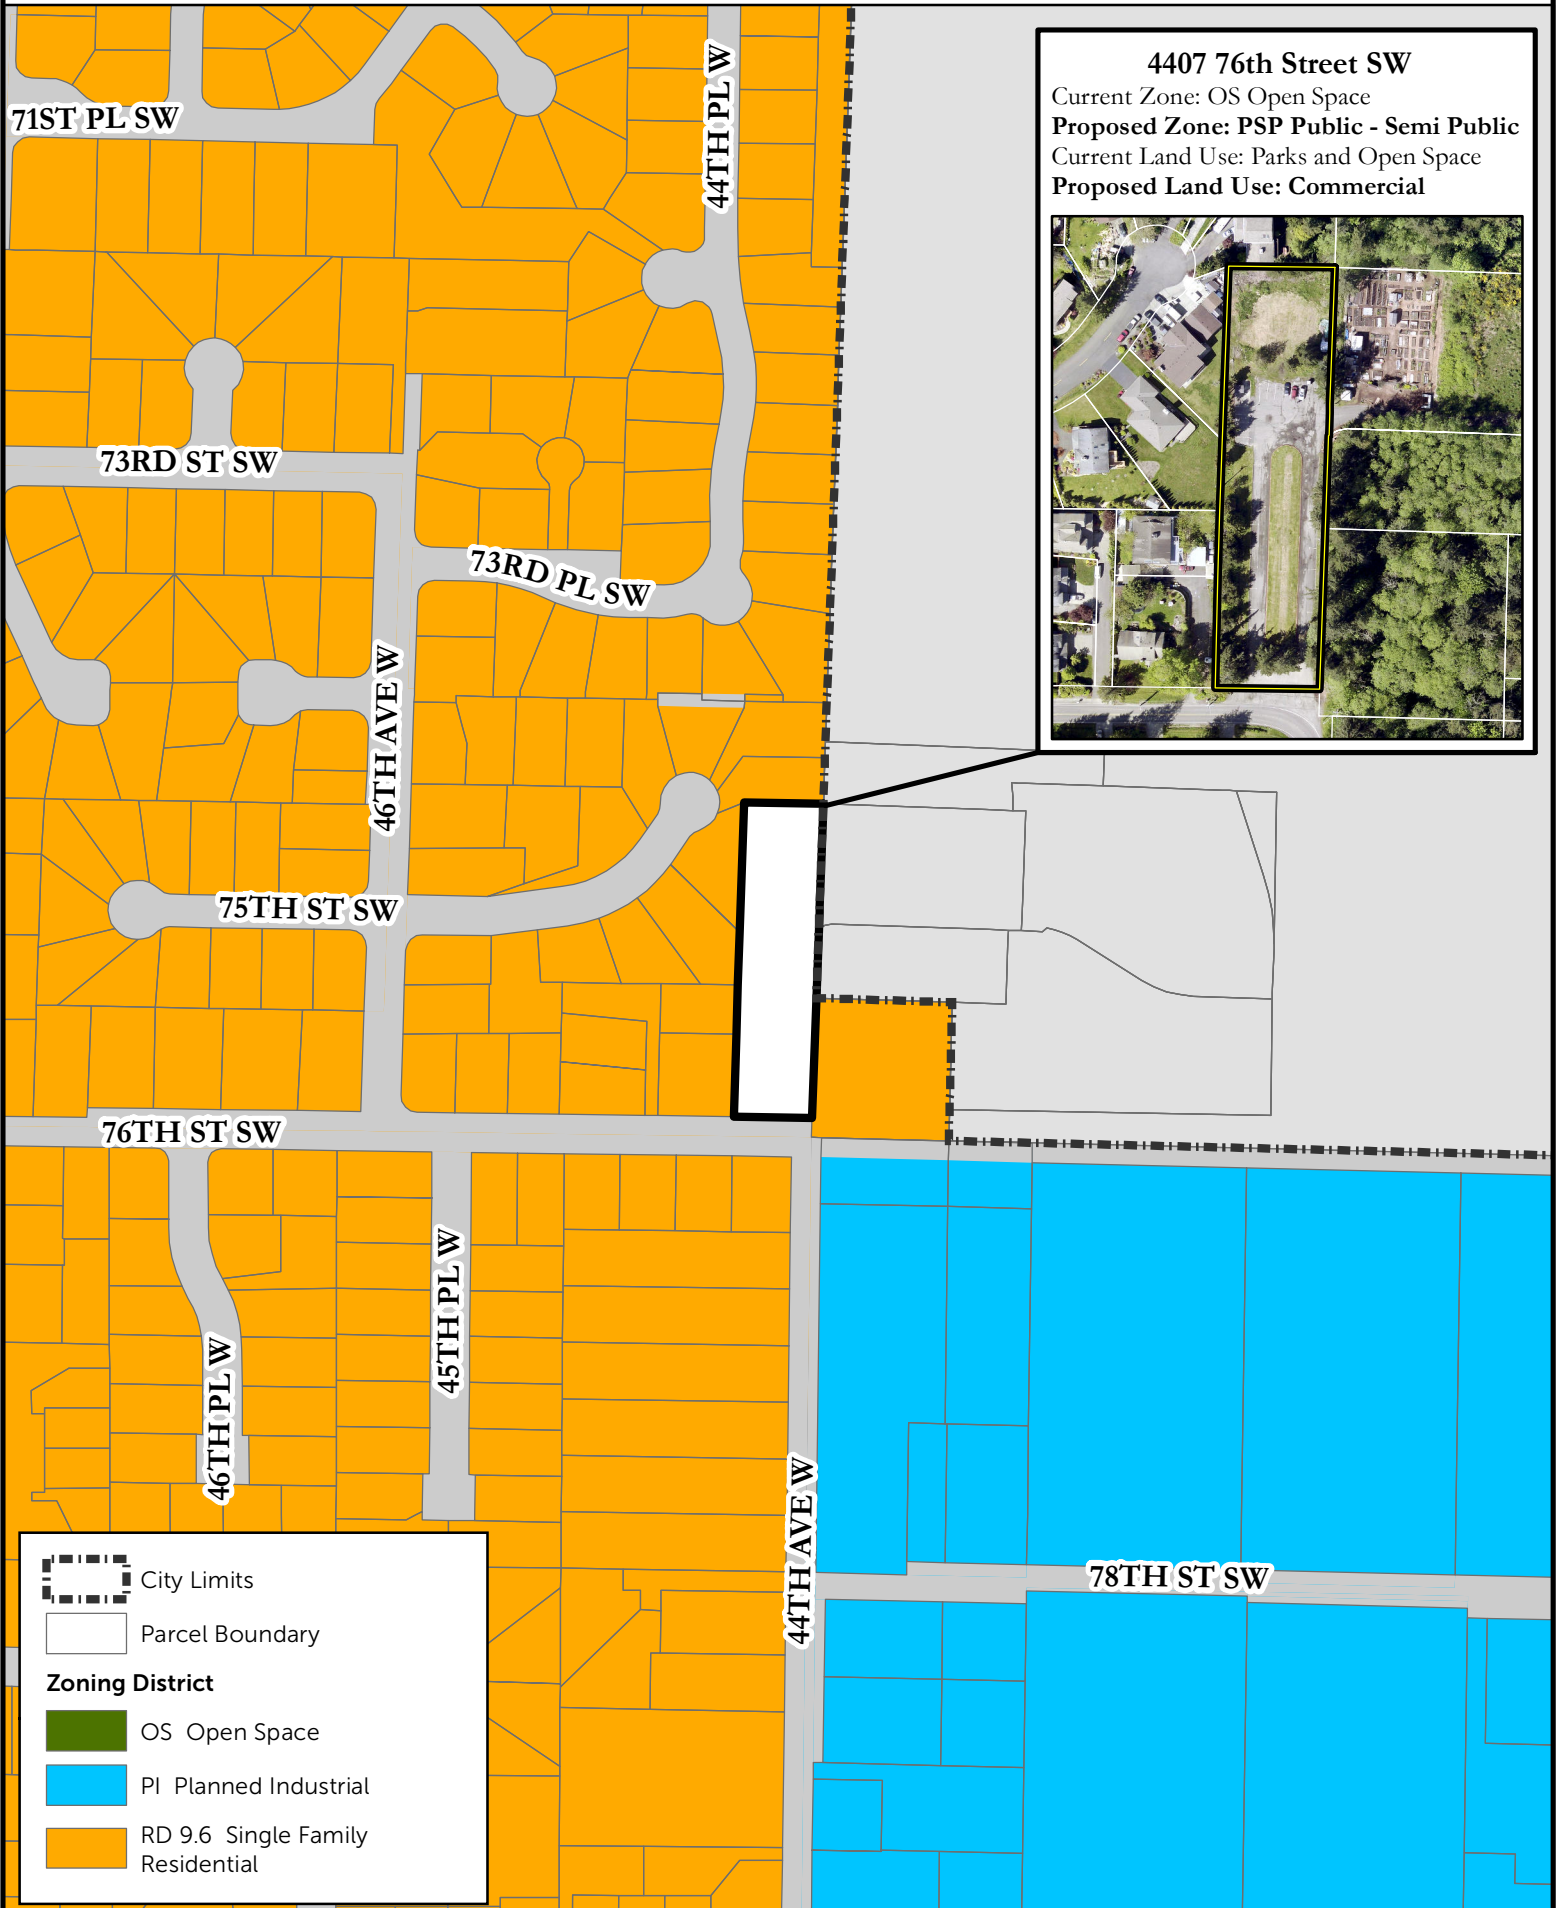 4407 76th Street SW
Current Zone: OS Open Space
Proposed Zone: PSP Public - Semi Public
Current Land Use: Parks and Open Space
Proposed Land Use: Commercial
71ST PL SW
44TH PL W
73RD ST SW
73RD PL SW
46TH AVE W
75TH ST SW
76TH ST SW
45TH PL W
46TH PL W
44TH AVE W
78TH ST SW
City Limits
Parcel Boundary
Zoning District
OS Open Space
PI Planned Industrial
RD 9.6 Single Family
Residential